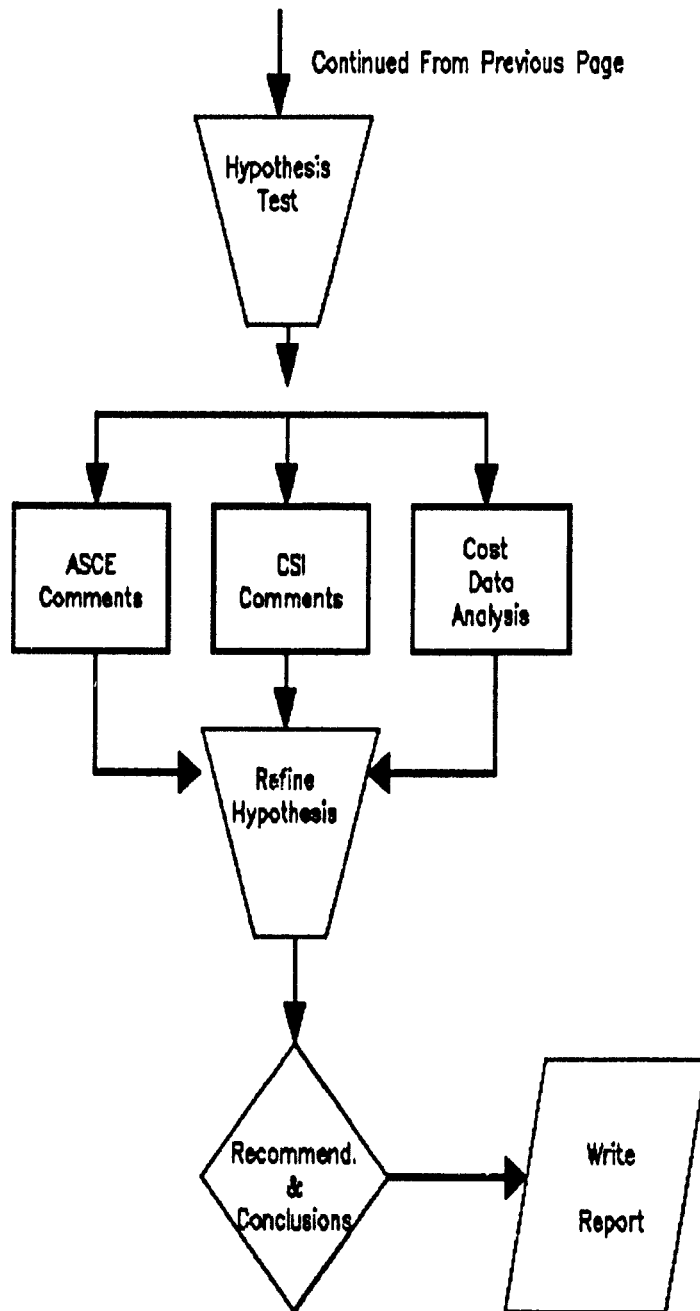 Continued From Previous Page
Hypothesis
Test
ASCE
Comments
CSI
Comments
Cost
Data
Analysis
Refine
Hypothesis
Recommend.
&
Conclusions
Write
Report